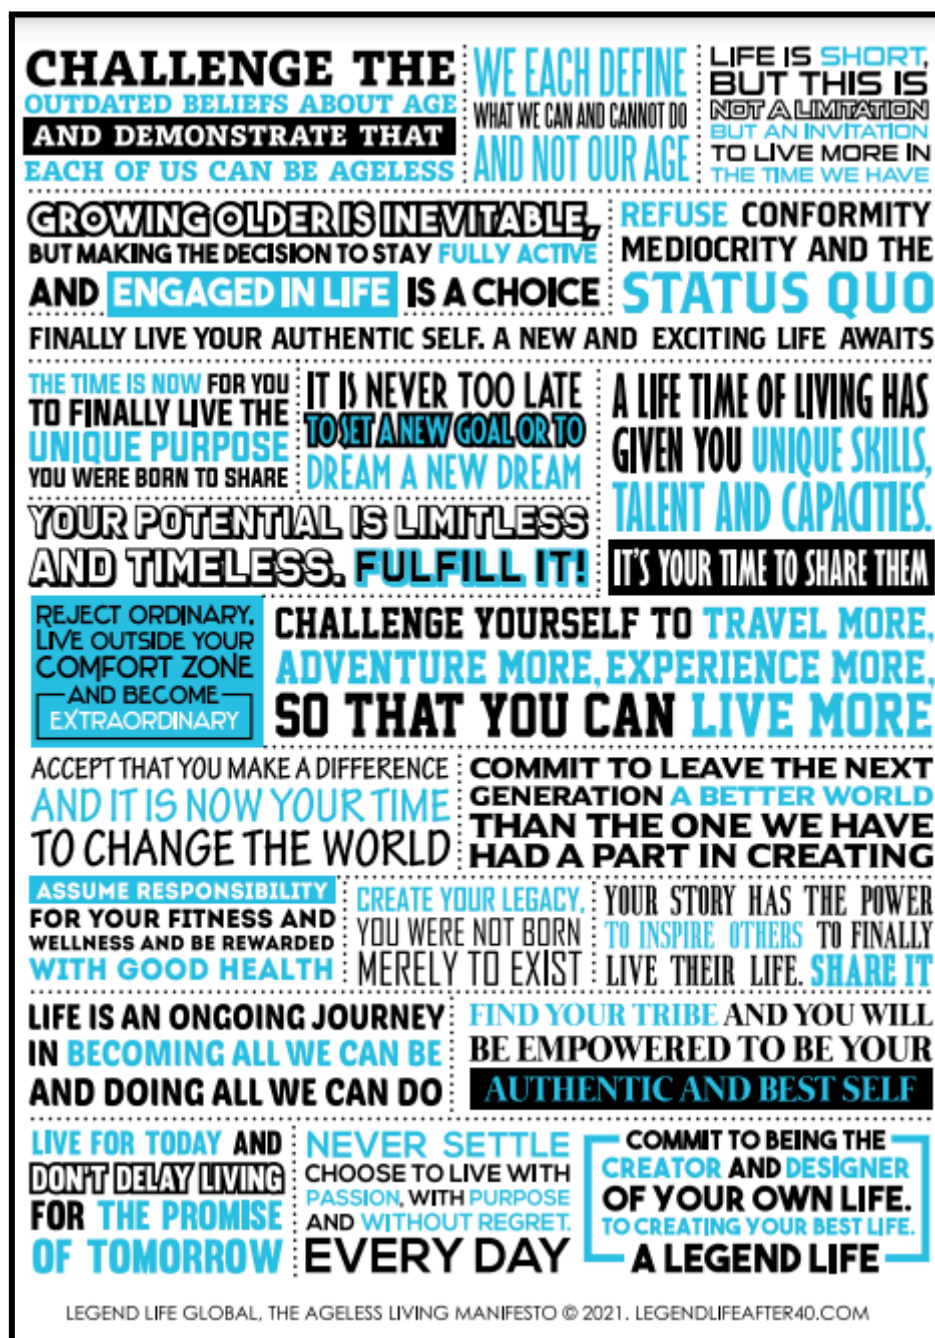 CHALLENGE THE
OUTDATED BELIEFS ABOUT AGE
AND DEMONSTRATE THAT
EACH OF US CAN BE AGELESS
WE EACH DEFINE
WHAT WE CAN AND CANNOT DO
AND NOT OUR AGE
LIFE IS SHORT,
BUT THIS IS
NOT A LIMITATION
BUT AN INVITATION
TO LIVE MORE IN
THE TIME WE HAVE
GROWING OLDER IS INEVITABLE,
BUT MAKING THE DECISION TO STAY FULLY ACTIVE
AND ENGAGED IN LIFE IS A CHOICE
REFUSE CONFORMITY
MEDIOCRITY AND THE
STATUS QUO
FINALLY LIVE YOUR AUTHENTIC SELF. A NEW AND EXCITING LIFE AWAITS
THE TIME IS NOW FOR YOU
TO FINALLY LIVE THE
UNIQUE PURPOSE
YOU WERE BORN TO SHARE
IT IS NEVER TOO LATE
TO SET A NEW GOAL OR TO
DREAM A NEW DREAM
A LIFE TIME OF LIVING HAS
GIVEN YOU UNIQUE SKILLS,
TALENT AND CAPACITIES.
IT'S YOUR TIME TO SHARE THEM
YOUR POTENTIAL IS LIMITLESS
AND TIMELESS. FULFILL IT!
REJECT ORDINARY,
LIVE OUTSIDE YOUR
COMFORT ZONE
AND BECOME
EXTRAORDINARY
CHALLENGE YOURSELF TO TRAVEL MORE,
ADVENTURE MORE, EXPERIENCE MORE,
SO THAT YOU CAN LIVE MORE
ACCEPT THAT YOU MAKE A DIFFERENCE
AND IT IS NOW YOUR TIME
TO CHANGE THE WORLD
COMMIT TO LEAVE THE NEXT
GENERATION A BETTER WORLD
THAN THE ONE WE HAVE
HAD A PART IN CREATING
ASSUME RESPONSIBILITY
FOR YOUR FITNESS AND
WELLNESS AND BE REWARDED
WITH GOOD HEALTH
CREATE YOUR LEGACY,
YOU WERE NOT BORN
MERELY TO EXIST
YOUR STORY HAS THE POWER
TO INSPIRE OTHERS TO FINALLY
LIVE THEIR LIFE. SHARE IT
LIFE IS AN ONGOING JOURNEY
IN BECOMING ALL WE CAN BE
AND DOING ALL WE CAN DO
FIND YOUR TRIBE AND YOU WILL
BE EMPOWERED TO BE YOUR
AUTHENTIC AND BEST SELF
LIVE FOR TODAY AND
DON'T DELAY LIVING
FOR THE PROMISE
OF TOMORROW
NEVER SETTLE
CHOOSE TO LIVE WITH
PASSION, WITH PURPOSE
AND WITHOUT REGRET.
EVERY DAY
COMMIT TO BEING THE
CREATOR AND DESIGNER
OF YOUR OWN LIFE.
TO CREATING YOUR BEST LIFE.
A LEGEND LIFE
LEGEND LIFE GLOBAL, THE AGELESS LIVING MANIFESTO © 2021. LEGENDLIFEAFTER40.COM